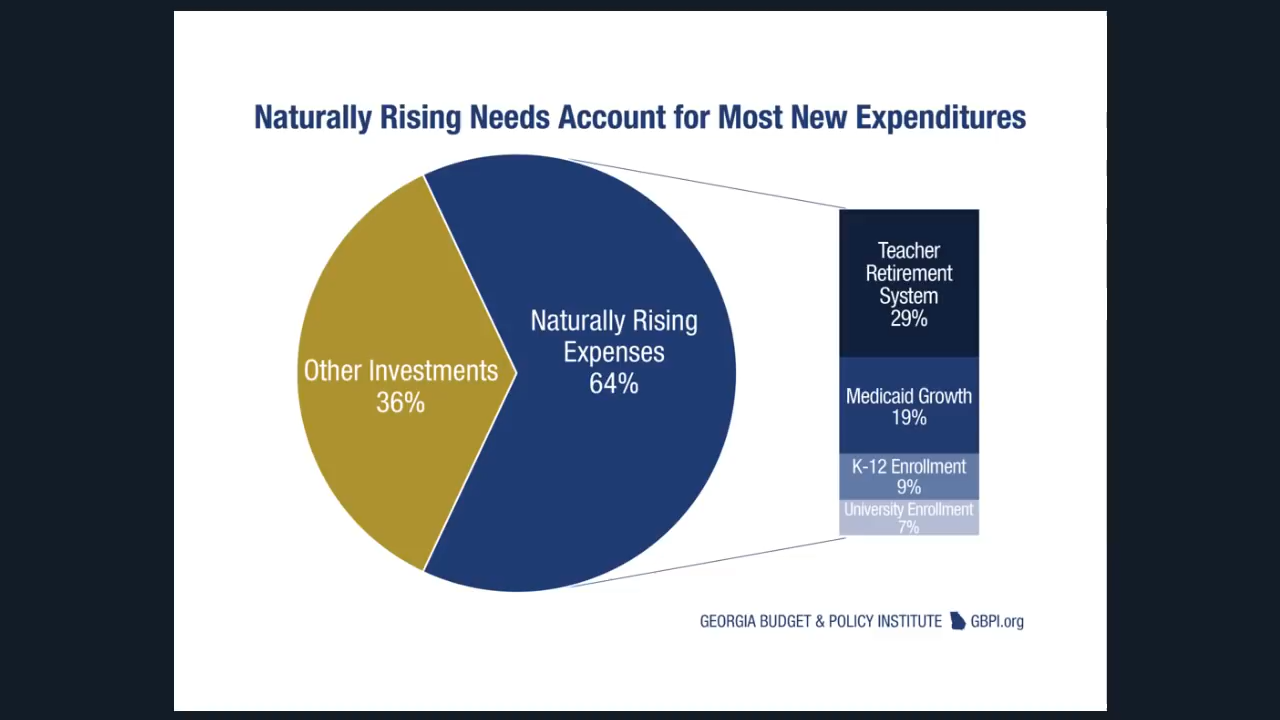 Naturally Rising Needs Account for Most New Expenditures
Other Investments
36%
Naturally Rising
Expenses
64%
Teacher
Retirement
System
29%
Medicaid Growth
19%
K-12 Enrollment
9%
University Enrollment
7%
GEORGIA BUDGET & POLICY INSTITUTE GBPI.org